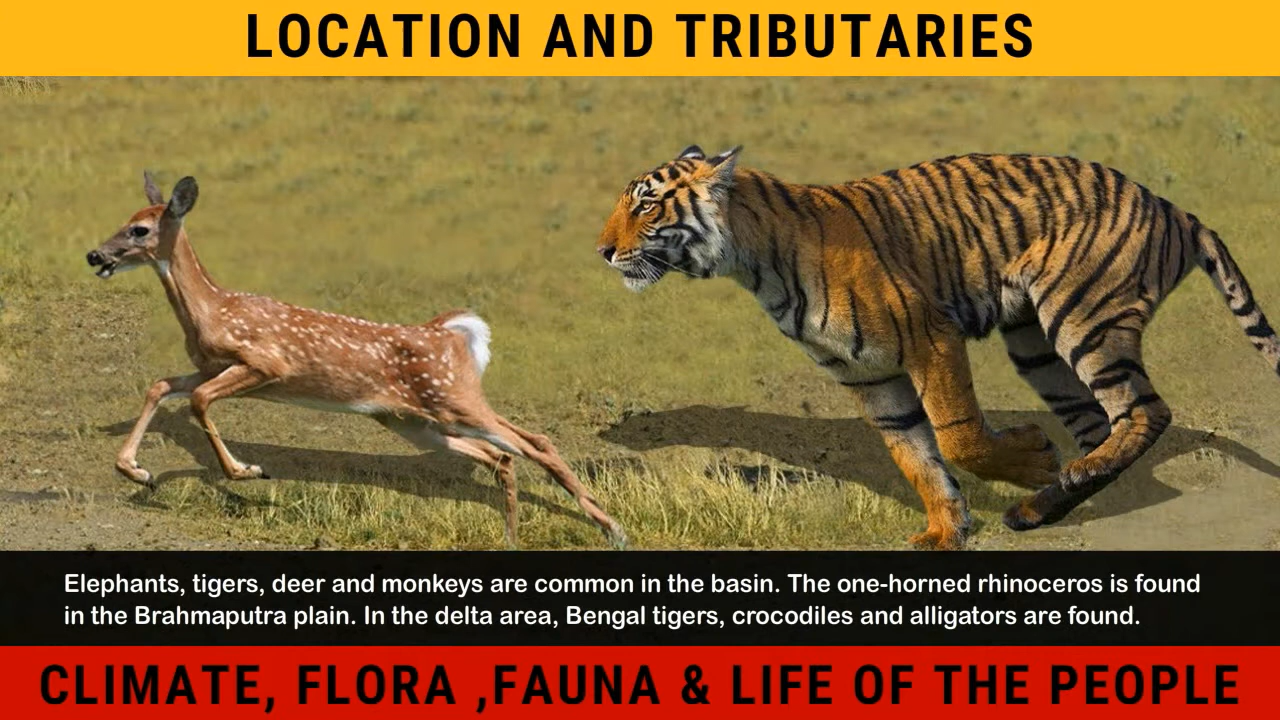 LOCATION AND TRIBUTARIES
Elephants, tigers, deer and monkeys are common in the basin. The one-horned rhinoceros is found
in the Brahmaputra plain. In the delta area, Bengal tigers, crocodiles and alligators are found.
CLIMATE, FLORA ,FAUNA & LIFE OF THE PEOPLE